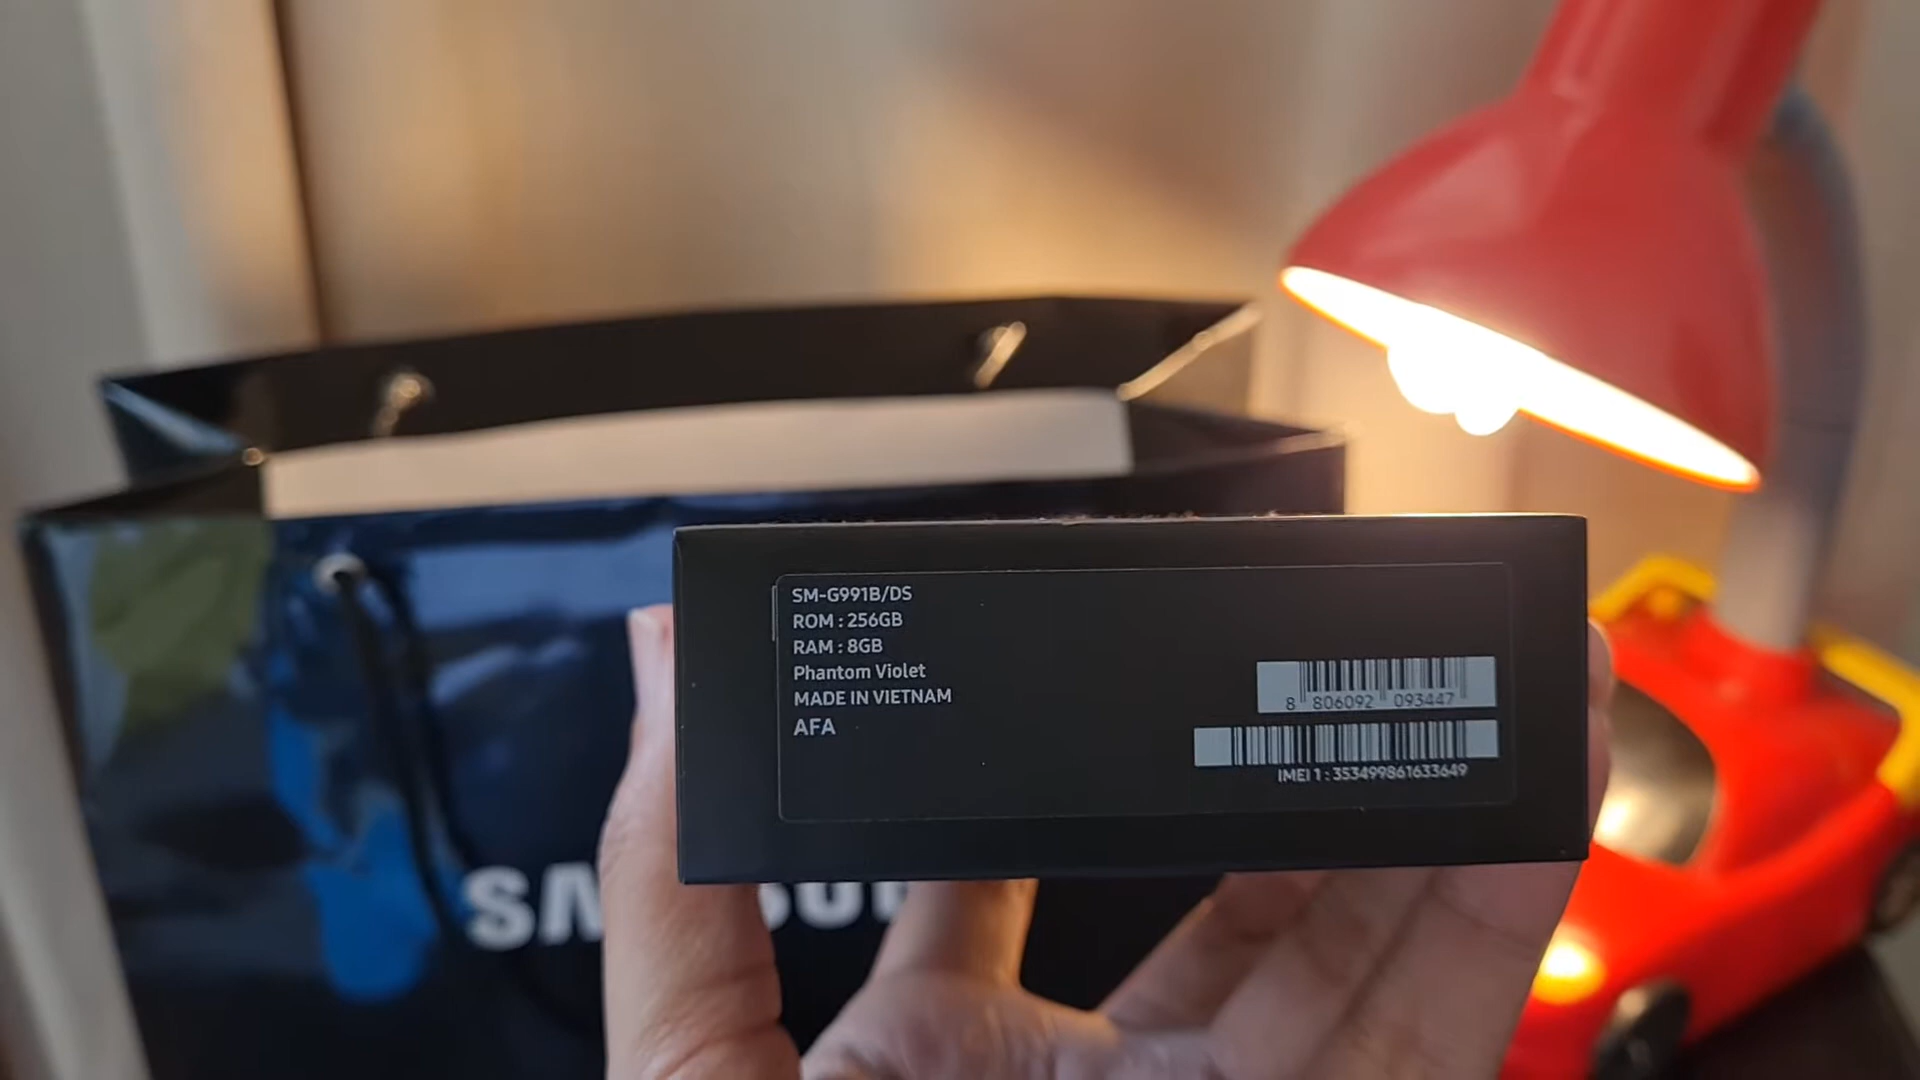 SM-G991B/DS
ROM : 256GB
RAM : 8GB
Phantom Violet
MADE IN VIETNAM
AFA
8 806092 093447
IMEI 1 : 353499861633649